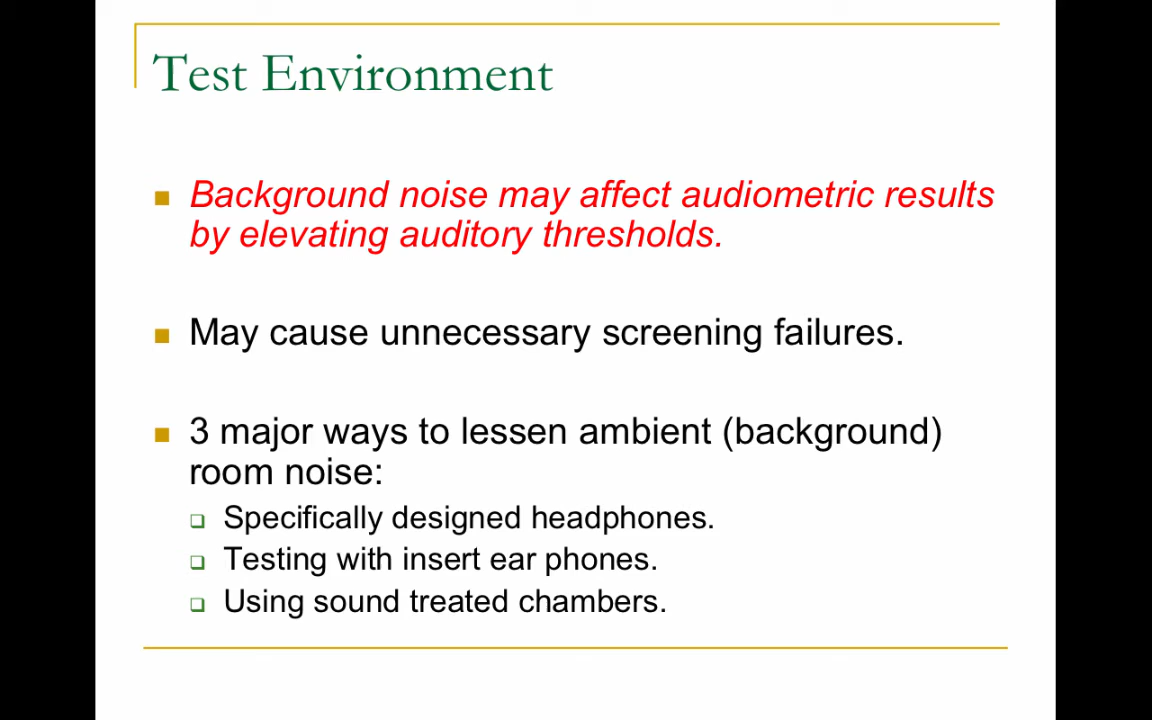 Test Environment
Background noise may affect audiometric results
by elevating auditory thresholds.
May cause unnecessary screening failures.
3 major ways to lessen ambient (background)
room noise:
Specifically designed headphones.
Testing with insert ear phones.
Using sound treated chambers.